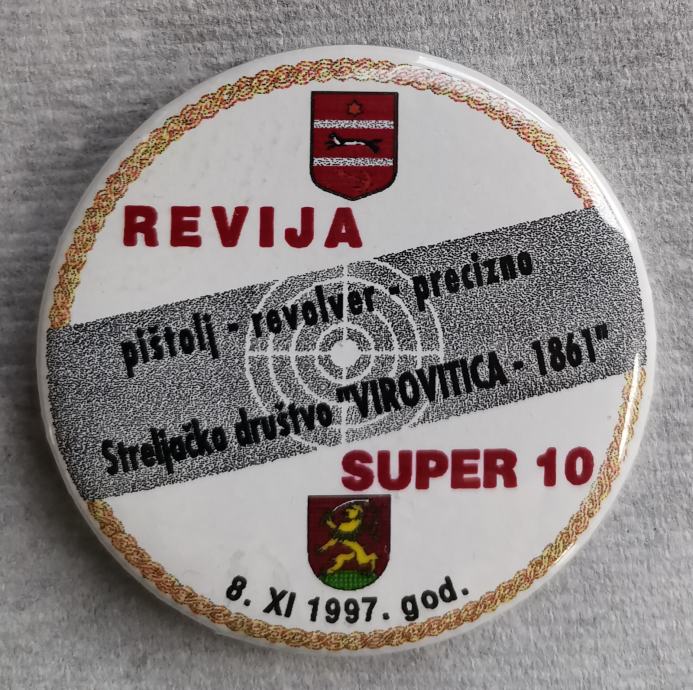 REVIJA
pištolj - revolver - precizno
Streljačko društvo "VIROVITICA - 1861"
SUPER 10
8. XI 1997. god.